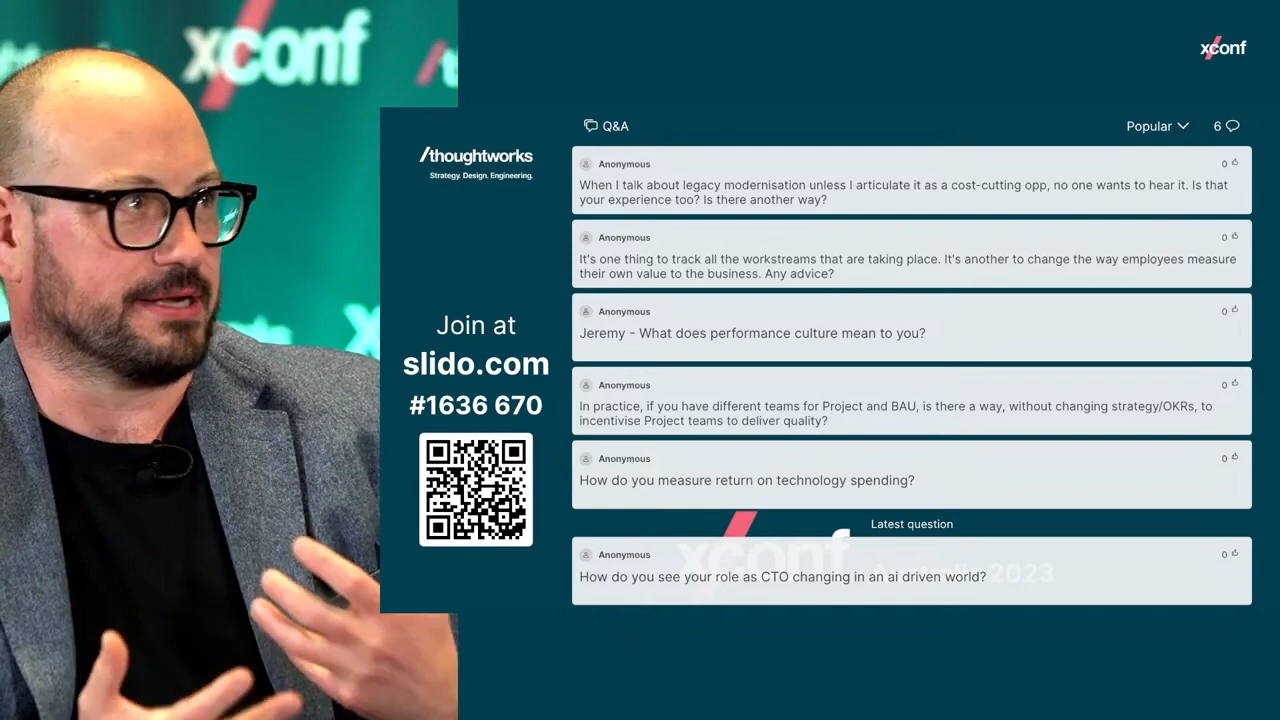 xconf
xconf
Q&A
Popular
6
/thoughtworks
Strategy. Design. Engineering.
Join at
slido.com
#1636 670
Anonymous
0
When I talk about legacy modernisation unless I articulate it as a cost-cutting opp, no one wants to hear it. Is that
your experience too? Is there another way?
Anonymous
0
It's one thing to track all the workstreams that are taking place. It's another to change the way employees measure
their own value to the business. Any advice?
Anonymous
0
Jeremy - What does performance culture mean to you?
Anonymous
0
In practice, if you have different teams for Project and BAU, is there a way, without changing strategy/OKRs, to
incentivise Project teams to deliver quality?
Anonymous
0
How do you measure return on technology spending?
Latest question
xconf
Australia 2023
Anonymous
0
How do you see your role as CTO changing in an ai driven world?